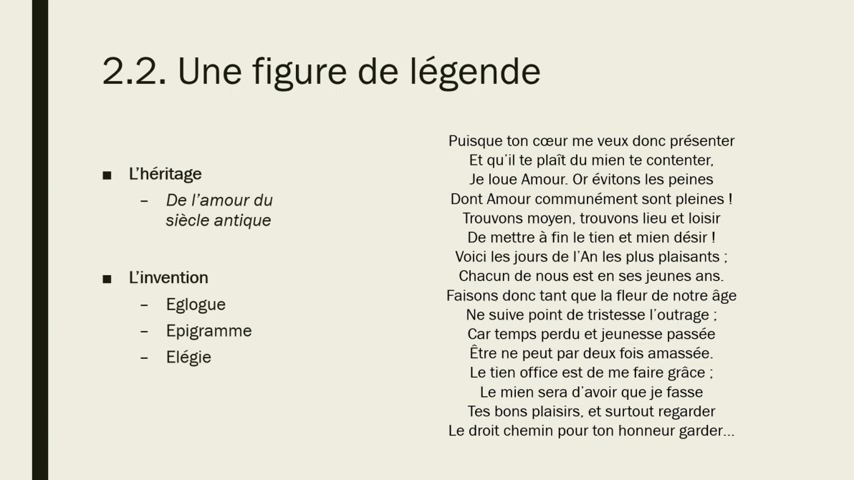 2.2. Une figure de légende
■ L’héritage
– De l’amour du
siècle antique
■ L’invention
– Eglogue
– Epigramme
– Elégie
Puisque ton cœur me veux donc présenter
Et qu’il te plaît du mien te contenter,
Je loue Amour. Or évitons les peines
Dont Amour communément sont pleines !
Trouvons moyen, trouvons lieu et loisir
De mettre à fin le tien et mien désir !
Voici les jours de l’An les plus plaisants ;
Chacun de nous est en ses jeunes ans.
Faisons donc tant que la fleur de notre âge
Ne suive point de tristesse l’outrage ;
Car temps perdu et jeunesse passée
Être ne peut par deux fois amassée.
Le tien office est de me faire grâce ;
Le mien sera d’avoir que je fasse
Tes bons plaisirs, et surtout regarder
Le droit chemin pour ton honneur garder...